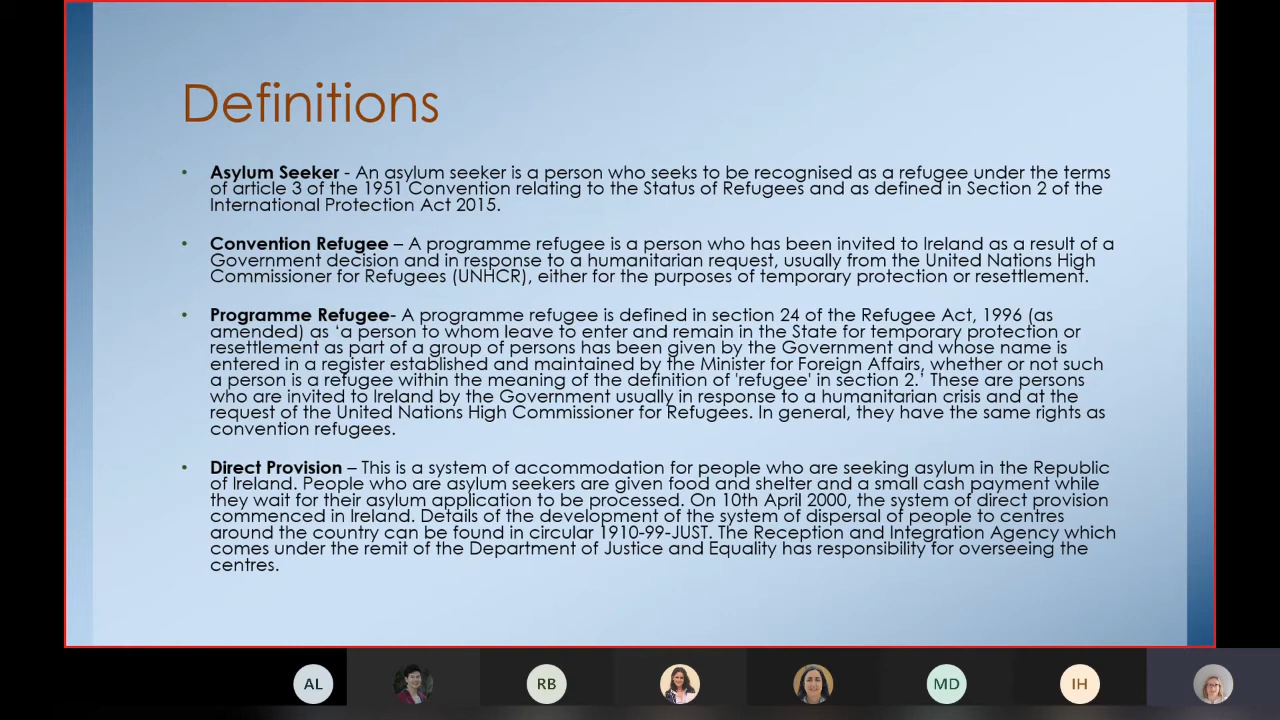 Definitions
• Asylum Seeker - An asylum seeker is a person who seeks to be recognised as a refugee under the terms
of article 3 of the 1951 Convention relating to the Status of Refugees and as defined in Section 2 of the
International Protection Act 2015.
• Convention Refugee – A programme refugee is a person who has been invited to Ireland as a result of a
Government decision and in response to a humanitarian request, usually from the United Nations High
Commissioner for Refugees (UNHCR), either for the purposes of temporary protection or resettlement.
• Programme Refugee- A programme refugee is defined in section 24 of the Refugee Act, 1996 (as
amended) as ‘a person to whom leave to enter and remain in the State for temporary protection or
resettlement as part of a group of persons has been given by the Government and whose name is
entered in a register established and maintained by the Minister for Foreign Affairs, whether or not such
a person is a refugee within the meaning of the definition of 'refugee' in section 2.’ These are persons
who are invited to Ireland by the Government usually in response to a humanitarian crisis and at the
request of the United Nations High Commissioner for Refugees. In general, they have the same rights as
convention refugees.
• Direct Provision – This is a system of accommodation for people who are seeking asylum in the Republic
of Ireland. People who are asylum seekers are given food and shelter and a small cash payment while
they wait for their asylum application to be processed. On 10th April 2000, the system of direct provision
commenced in Ireland. Details of the development of the system of dispersal of people to centres
around the country can be found in circular 1910-99-JUST. The Reception and Integration Agency which
comes under the remit of the Department of Justice and Equality has responsibility for overseeing the
centres.
AL RB MD IH